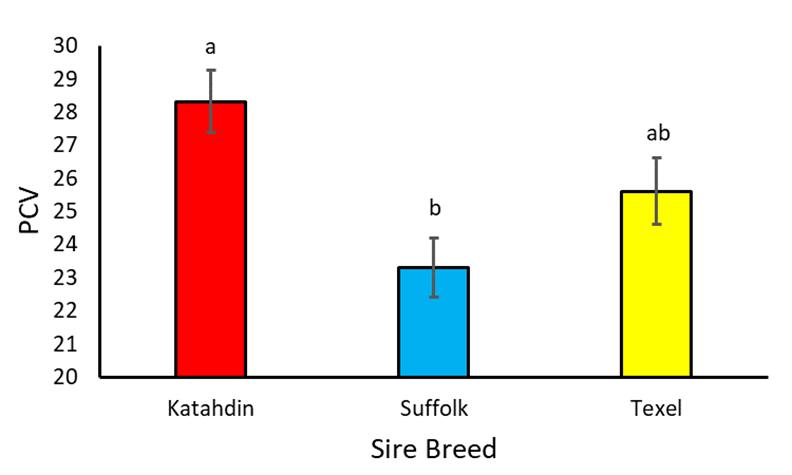 30
29
28
27
26
25
24
23
22
21
20
PCV
a
b
ab
Katahdin
Suffolk
Texel
Sire Breed